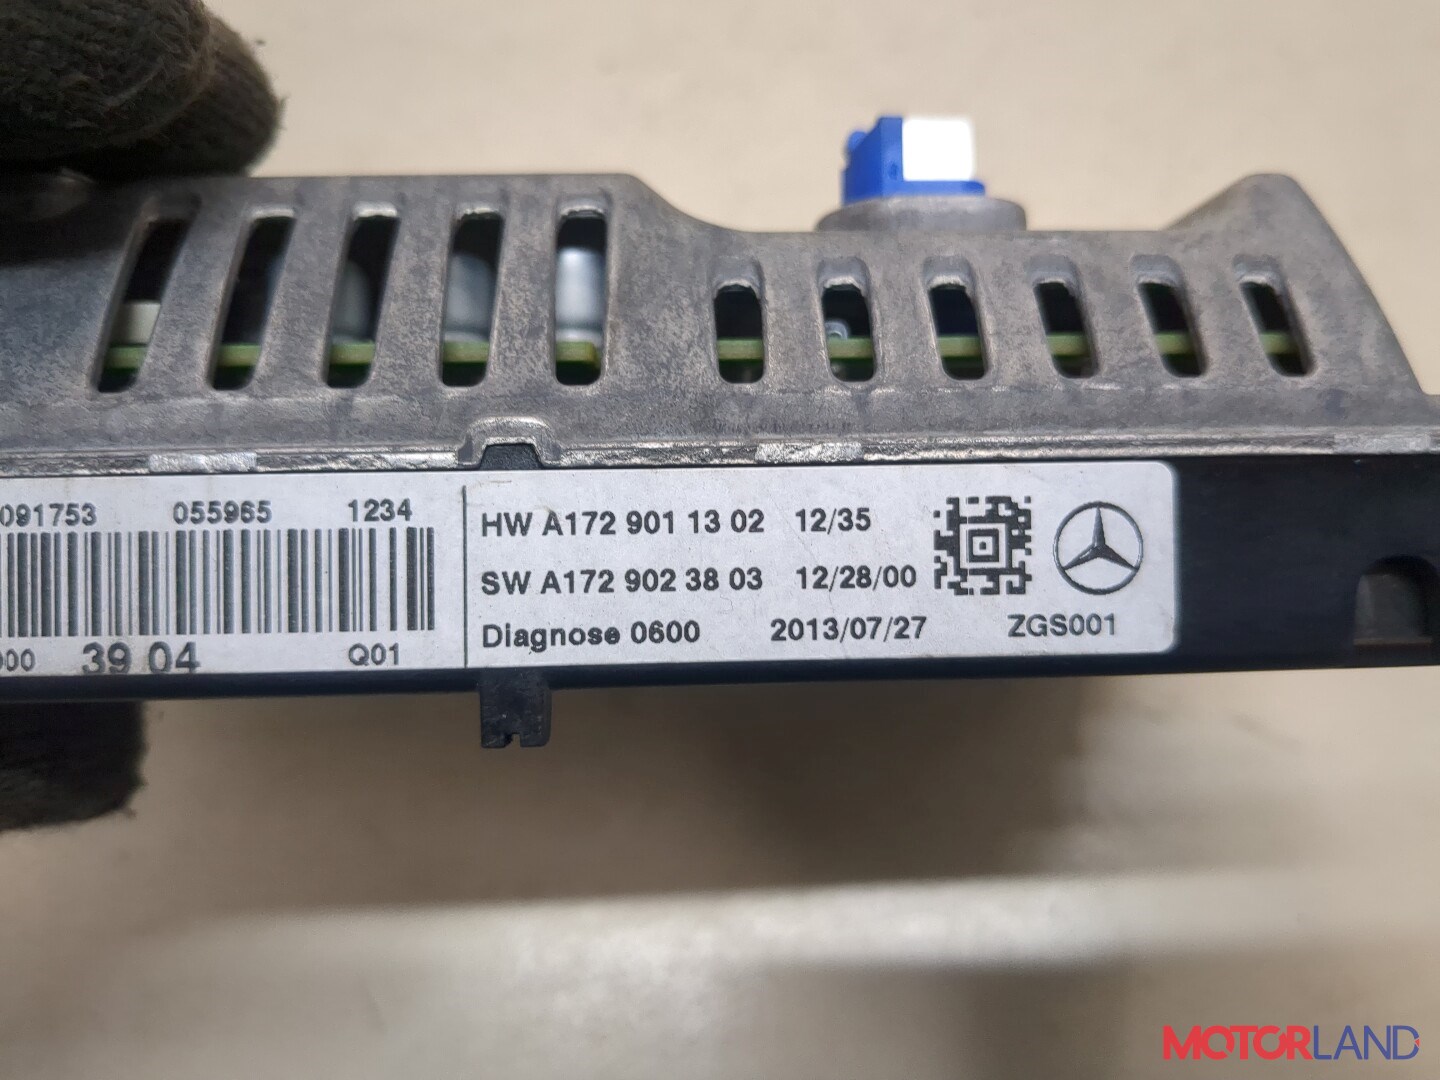 091753 055965 1234
00 39 04 Q01
HW A172 901 13 02 12/35
SW A172 902 38 03 12/28/00
Diagnose 0600 2013/07/27 ZGS001
MOTORLAND